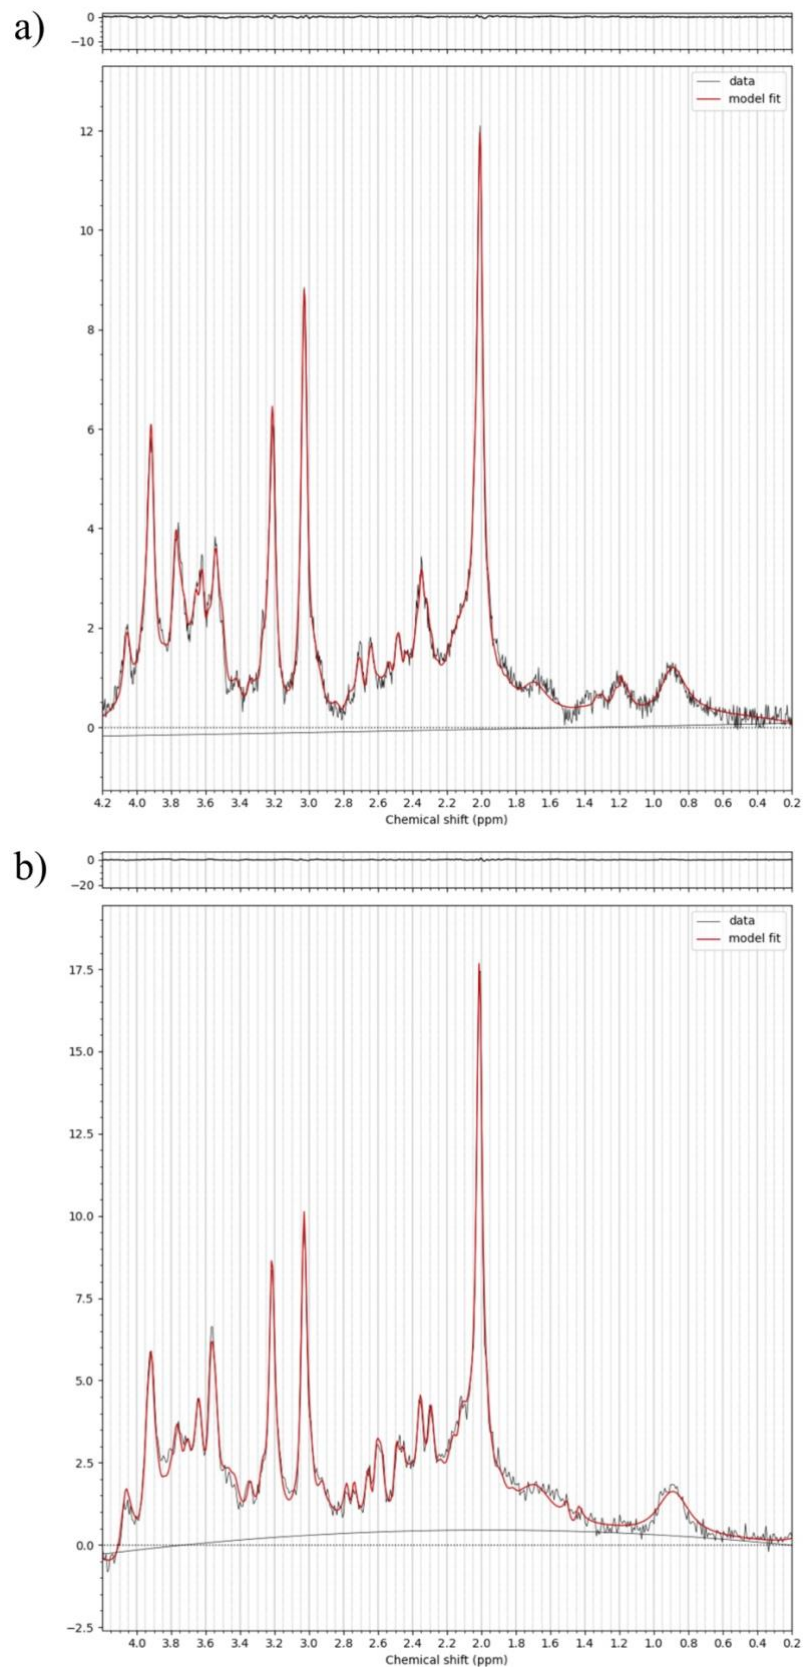 a)
0
−10
data
model fit
12
10
8
6
4
2
0
4.2 4.0 3.8 3.6 3.4 3.2 3.0 2.8 2.6 2.4 2.2 2.0 1.8 1.6 1.4 1.2 1.0 0.8 0.6 0.4 0.2
Chemical shift (ppm)
b)
0
−20
data
model fit
17.5
15.0
12.5
10.0
7.5
5.0
2.5
0.0
−2.5
4.0 3.8 3.6 3.4 3.2 3.0 2.8 2.6 2.4 2.2 2.0 1.8 1.6 1.4 1.2 1.0 0.8 0.6 0.4 0.2
Chemical shift (ppm)